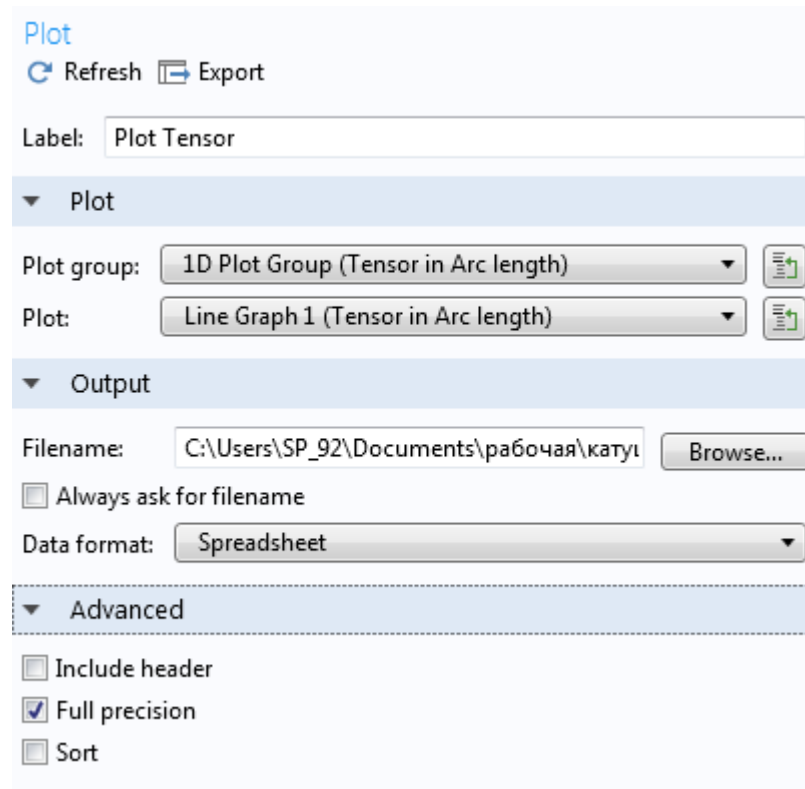 Plot
Refresh Export
Label: Plot Tensor
Plot
Plot group: 1D Plot Group (Tensor in Arc length)
Plot: Line Graph 1 (Tensor in Arc length)
Output
Filename: C:\Users\SP_92\Documents\рабочая\кату Browse...
Always ask for filename
Data format: Spreadsheet
Advanced
Include header
Full precision
Sort